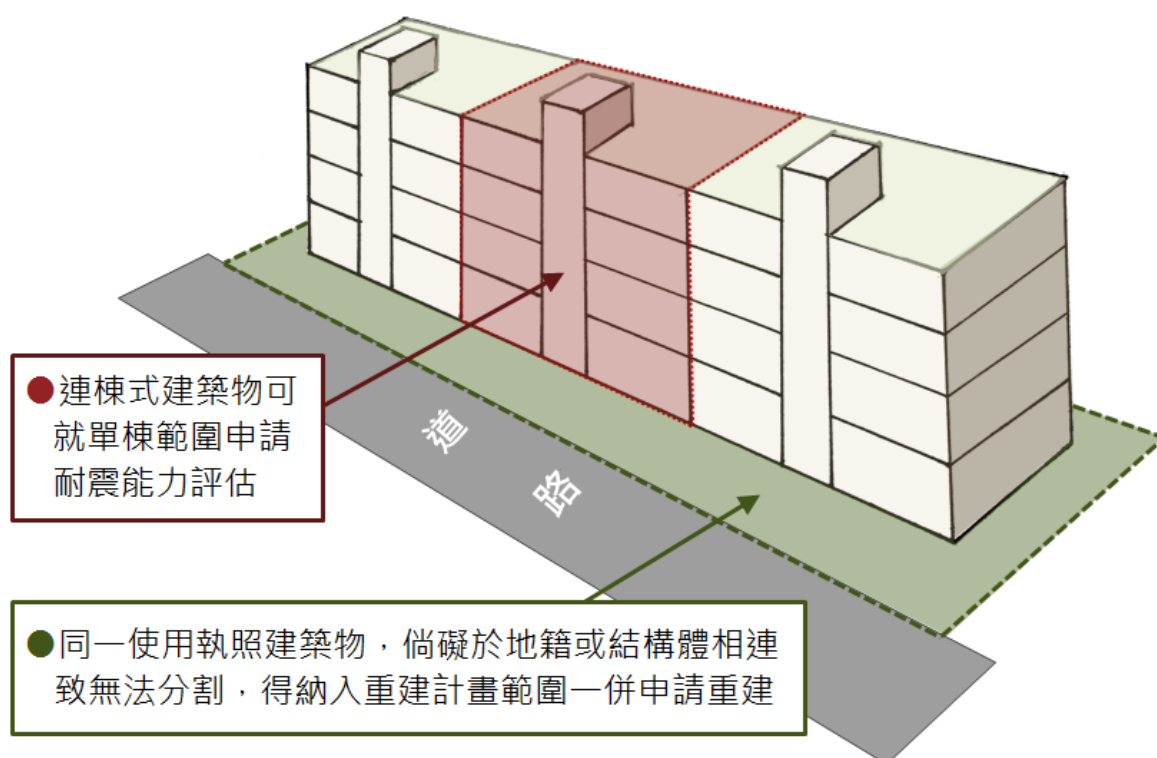 ●連棟式建築物可
就單棟範圍申請
耐震能力評估
道路
●同一使用執照建築物，倘礙於地籍或結構體相連
致無法分割，得納入重建計畫範圍一併申請重建